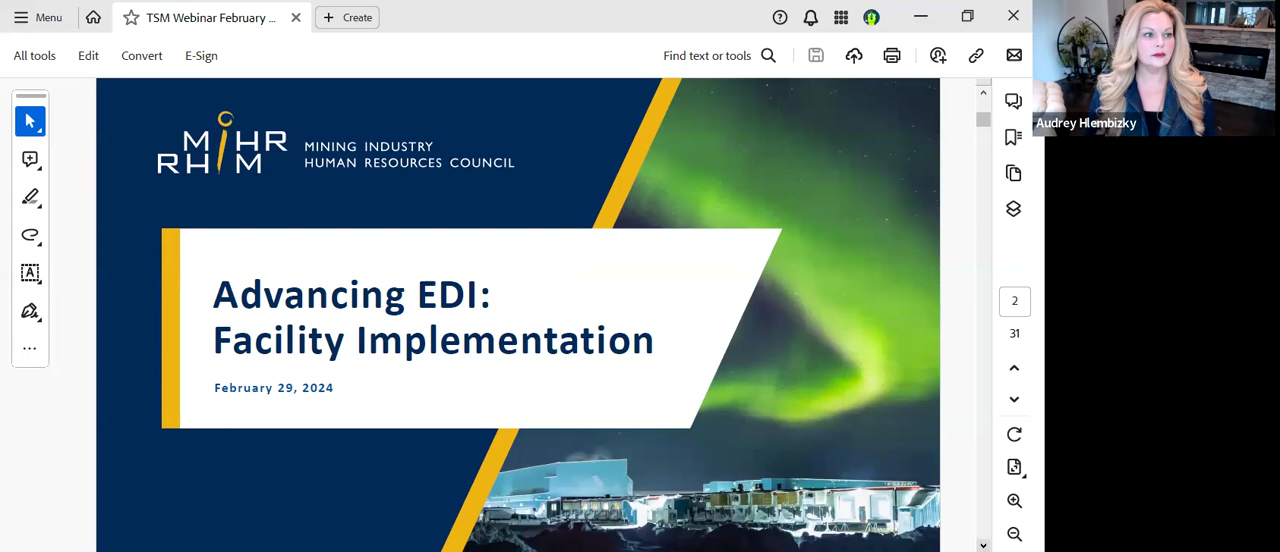 Menu
TSM Webinar February ...
Create
All tools
Edit
Convert
E-Sign
Find text or tools
Audrey Hlembizky
MiHR
RHiM
MINING INDUSTRY
HUMAN RESOURCES COUNCIL
Advancing EDI:
Facility Implementation
February 29, 2024
2
31